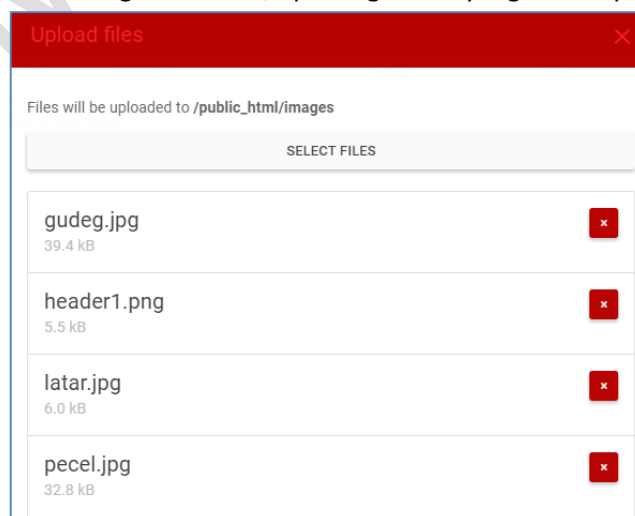 Upload files
Files will be uploaded to /public_html/images
SELECT FILES
gudeg.jpg
39.4 kB
header1.png
5.5 kB
latar.jpg
6.0 kB
pecel.jpg
32.8 kB